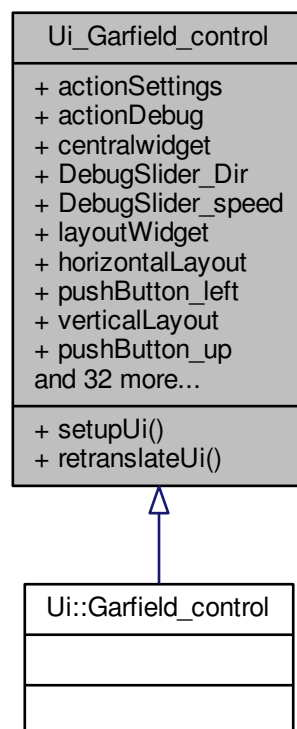 Ui_Garfield_control
+ actionSettings
+ actionDebug
+ centralwidget
+ DebugSlider_Dir
+ DebugSlider_speed
+ layoutWidget
+ horizontalLayout
+ pushButton_left
+ verticalLayout
+ pushButton_up
and 32 more...
+ setupUi()
+ retranslateUi()
Ui::Garfield_control